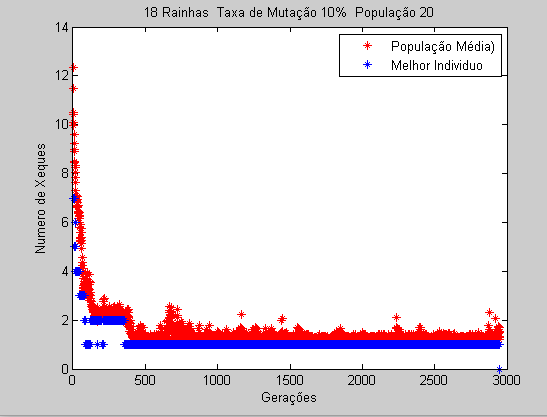 18 Rainhas Taxa de Mutação 10% População 20
14
12
10
8
6
4
2
0
Numero de Xeques
População Média)
Melhor Individuo
0 500 1000 1500 2000 2500 3000
Gerações